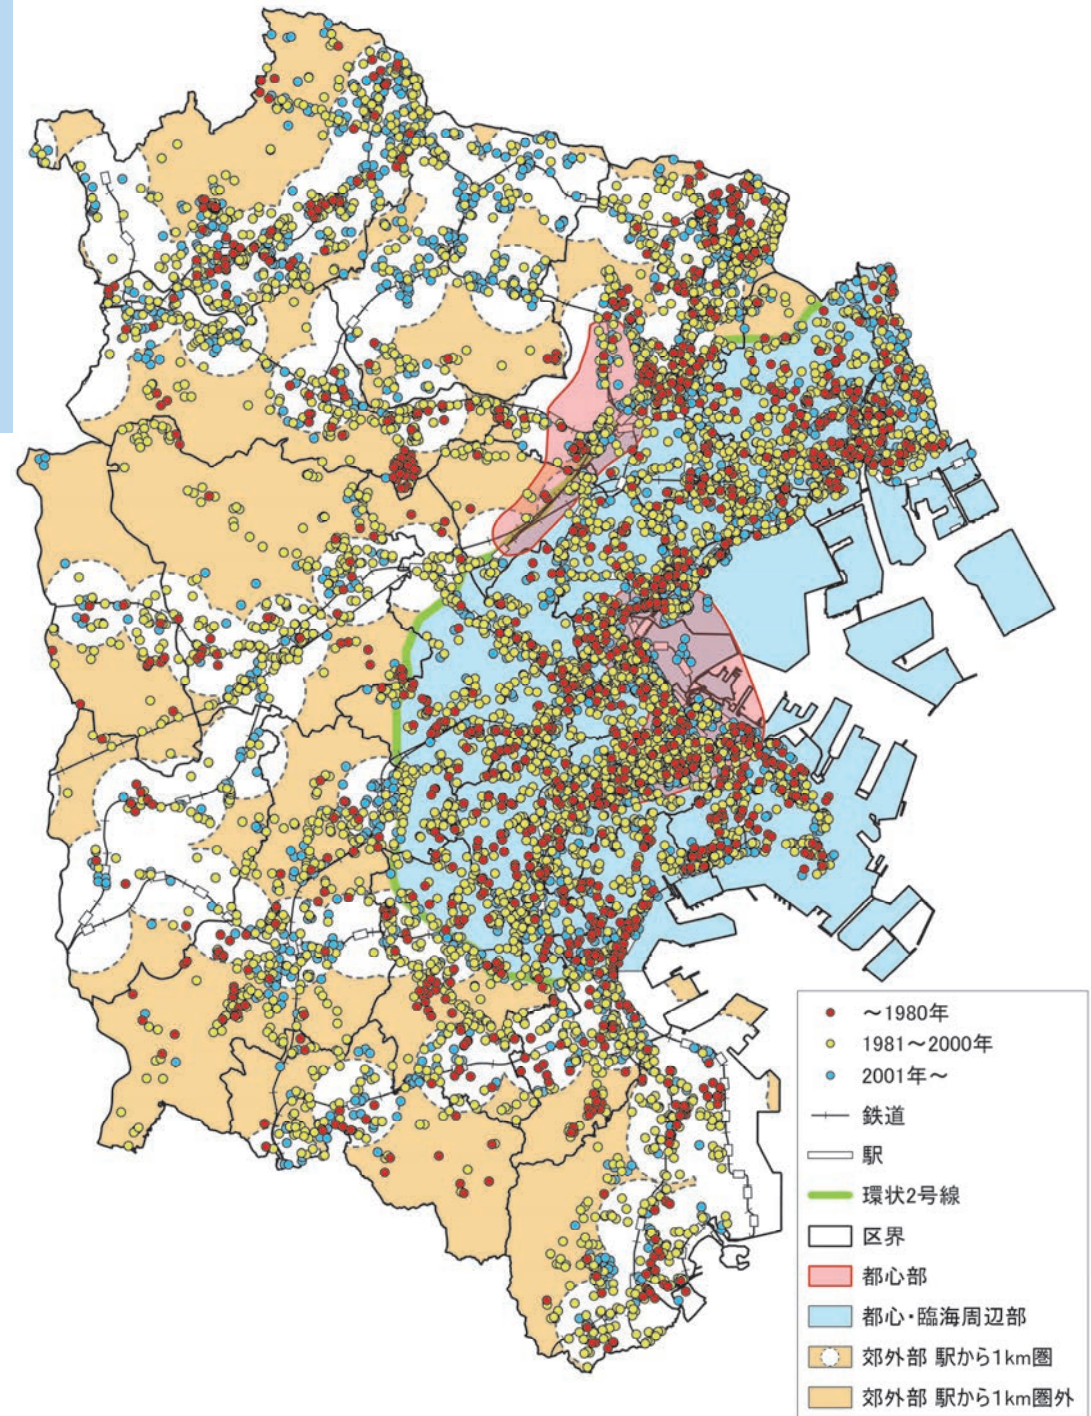 ～1980年
1981～2000年
2001年～
鉄道
駅
環状2号線
区界
都心部
都心・臨海周辺部
郊外部 駅から1km圏
郊外部 駅から1km圏外